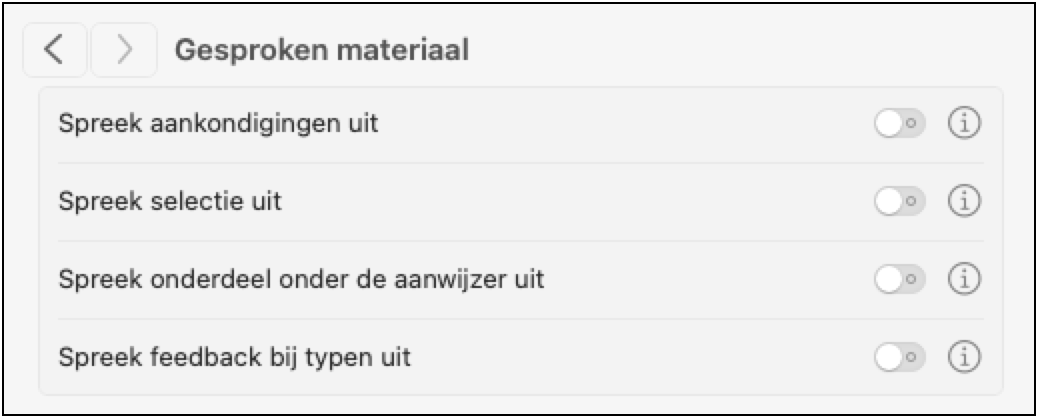 Gesproken materiaal
Spreek aankondigingen uit
Spreek selectie uit
Spreek onderdeel onder de aanwijzer uit
Spreek feedback bij typen uit